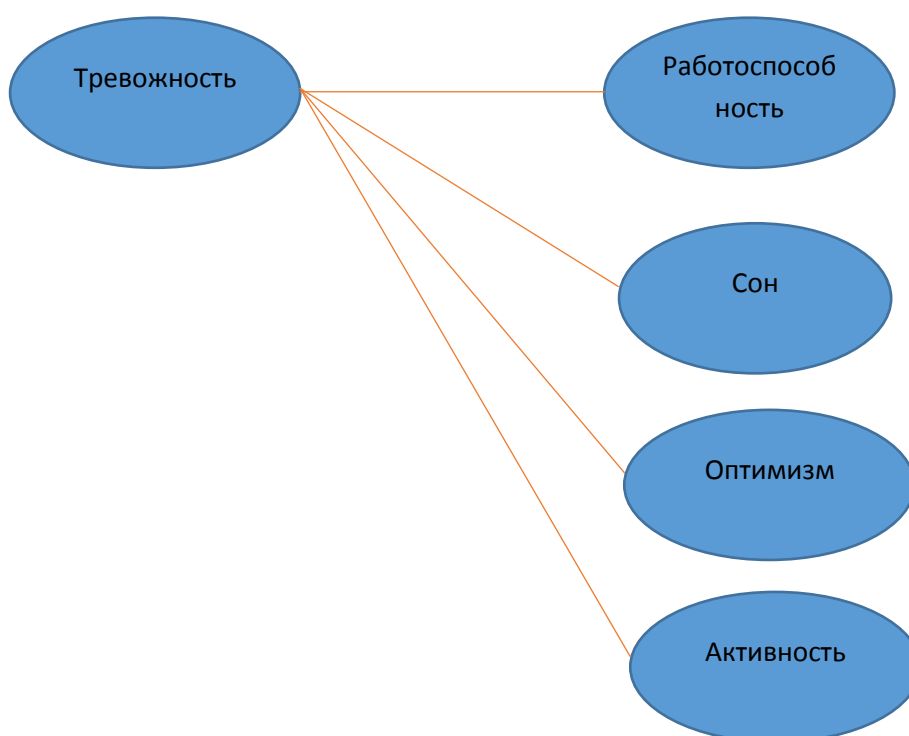 Тревожность
Работоспособ
ность
Сон
Оптимизм
Активность